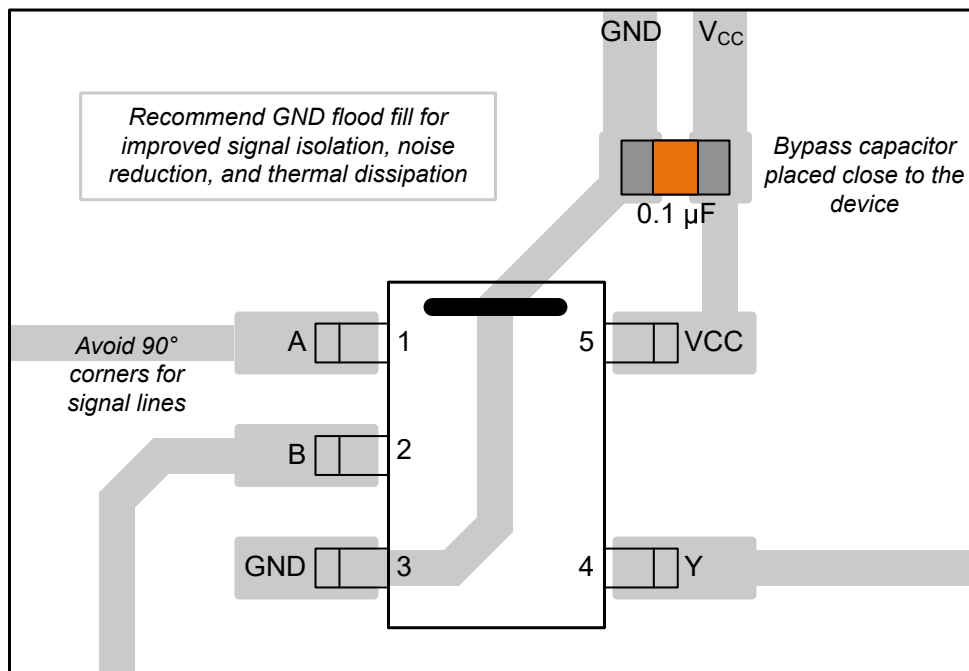 GND
VCC
Recommend GND flood fill for
improved signal isolation, noise
reduction, and thermal dissipation
Bypass capacitor
placed close to the
device
0.1 µF
A
1
5
VCC
Avoid 90°
corners for
signal lines
B
2
GND
3
4
Y